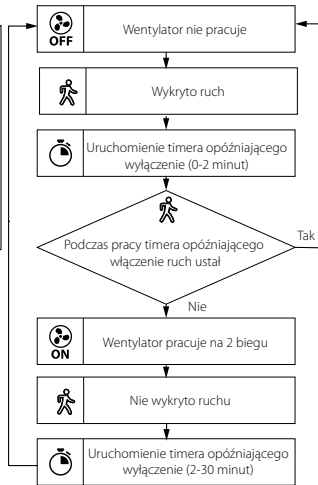 OFF
Wentylator nie pracuje
Wykryto ruch
Uruchomienie timera opóźniającego
wyłączenie (0-2 minut)
Podczas pracy timera opóźniającego
włączenie ruch ustał
Tak
Nie
ON
Wentylator pracuje na 2 biegu
Nie wykryto ruchu
Uruchomienie timera opóźniającego
wyłączenie (2-30 minut)